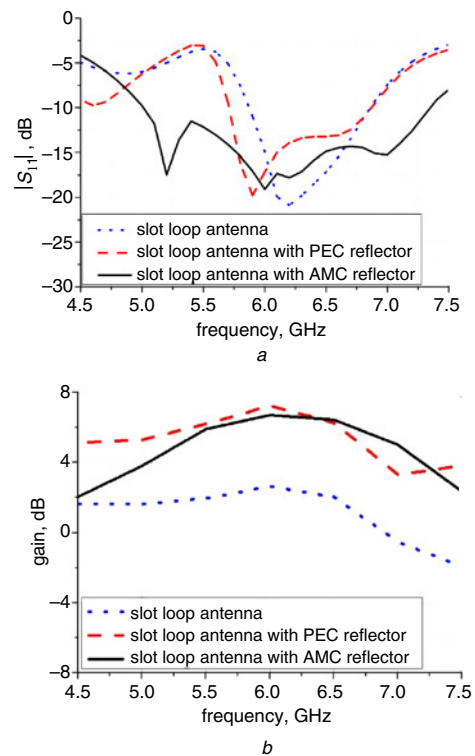 0
−5
−10
−15
−20
−25
−30
|S11|, dB
slot loop antenna
slot loop antenna with PEC reflector
slot loop antenna with AMC reflector
4.5 5.0 5.5 6.0 6.5 7.0 7.5
frequency, GHz
a
8
4
0
−4
−8
gain, dB
slot loop antenna
slot loop antenna with PEC reflector
slot loop antenna with AMC reflector
4.5 5.0 5.5 6.0 6.5 7.0 7.5
frequency, GHz
b